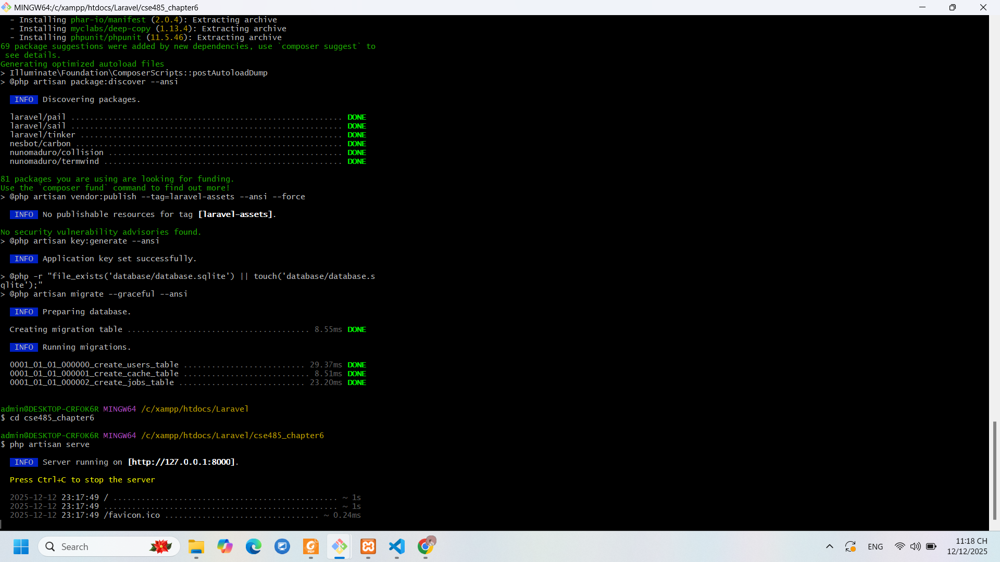 MINGW64:/c/xampp/htdocs/Laravel/cse485_chapter6
- Installing phar-io/manifest (2.0.4): Extracting archive
- Installing myclabs/deep-copy (1.13.4): Extracting archive
- Installing phpunit/phpunit (11.5.46): Extracting archive
69 package suggestions were added by new dependencies, use `composer suggest` to
see details.
Generating optimized autoload files
> Illuminate\Foundation\ComposerScripts::postAutoloadDump
> @php artisan package:discover --ansi
INFO Discovering packages.
laravel/pail .......................................................... DONE
laravel/sail .......................................................... DONE
laravel/tinker ........................................................ DONE
nesbot/carbon ......................................................... DONE
nunomaduro/collision .................................................. DONE
nunomaduro/termwind ................................................... DONE
81 packages you are using are looking for funding.
Use the `composer fund` command to find out more!
> @php artisan vendor:publish --tag=laravel-assets --ansi --force
INFO No publishable resources for tag [laravel-assets].
No security vulnerability advisories found.
> @php artisan key:generate --ansi
INFO Application key set successfully.
> @php -r "file_exists('database/database.sqlite') || touch('database/database.s
qlite');"
> @php artisan migrate --graceful --ansi
INFO Preparing database.
Creating migration table ....................................... 8.55ms DONE
INFO Running migrations.
0001_01_01_000000_create_users_table .......................... 29.37ms DONE
0001_01_01_000001_create_cache_table ........................... 8.51ms DONE
0001_01_01_000002_create_jobs_table ........................... 23.20ms DONE
admin@DESKTOP-CRFOK6R MINGW64 /c/xampp/htdocs/Laravel
$ cd cse485_chapter6
admin@DESKTOP-CRFOK6R MINGW64 /c/xampp/htdocs/Laravel/cse485_chapter6
$ php artisan serve
INFO Server running on [http://127.0.0.1:8000].
Press Ctrl+C to stop the server
2025-12-12 23:17:49 / ................................................ ~ 1s
2025-12-12 23:17:49 .................................................. ~ 1s
2025-12-12 23:17:49 /favicon.ico ................................. ~ 0.24ms
Search
PDF
ENG
11:18 CH
12/12/2025